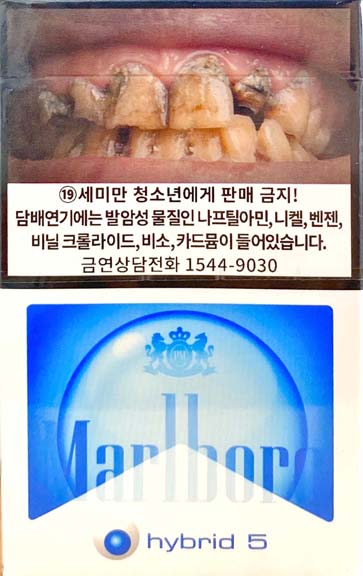 ⑲세미만 청소년에게 판매 금지!
담배연기에는 발암성 물질인 나프틸아민, 니켈, 벤젠,
비닐 크롤라이드, 비소, 카드뮴이 들어있습니다.
금연상담전화 1544-9030
PM
Marlboro
hybrid 5